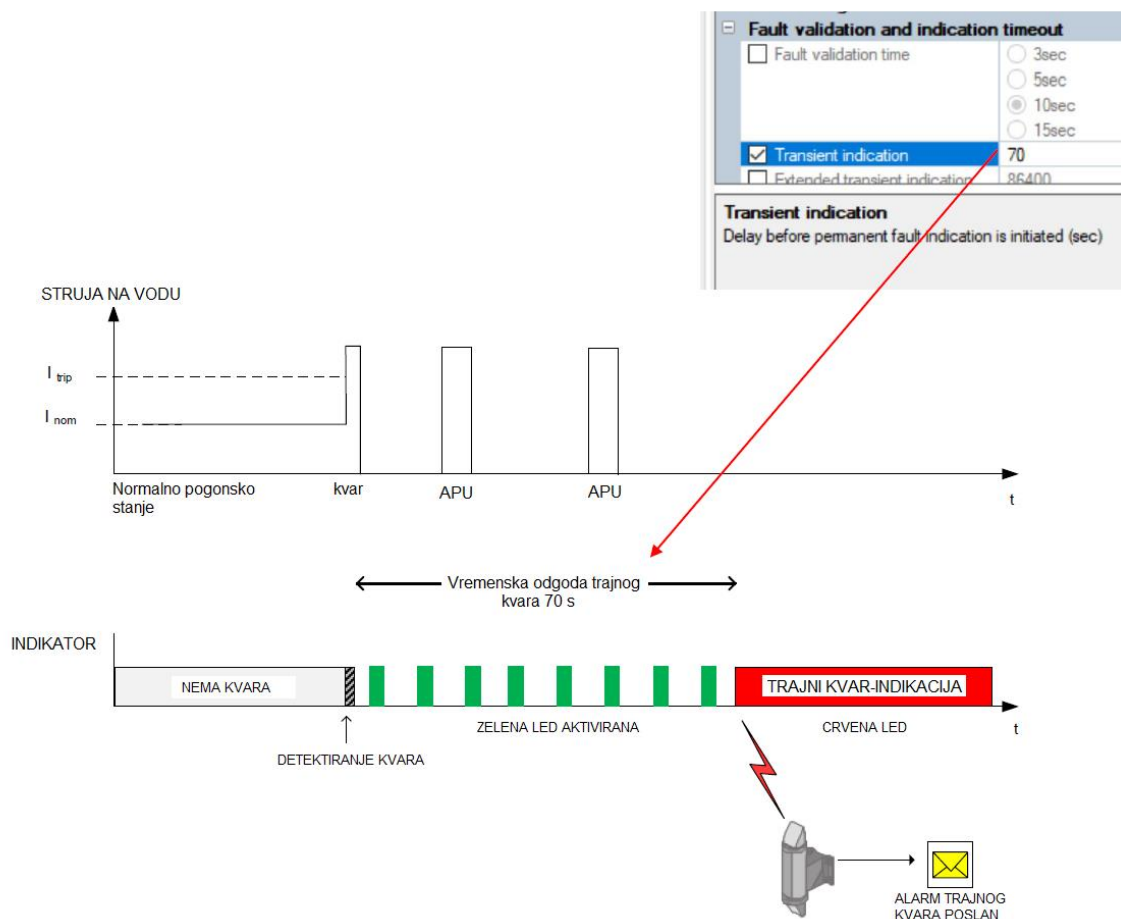 Fault validation and indication timeout
Fault validation time
3sec
5sec
10sec
15sec
Transient indication
70
Extended transient indication
86400
Transient indication
Delay before permanent fault indication is initiated (sec)
STRUJA NA VODU
I trip
I nom
Normalno pogonsko
stanje
kvar
APU
APU
t
Vremenska odgoda trajnog
kvara 70 s
INDIKATOR
NEMA KVARA
TRAJNI KVAR-INDIKACIJA
ZELENA LED AKTIVIRANA
CRVENA LED
t
DETEKTIRANJE KVARA
ALARM TRAJNOG
KVARA POSLAN